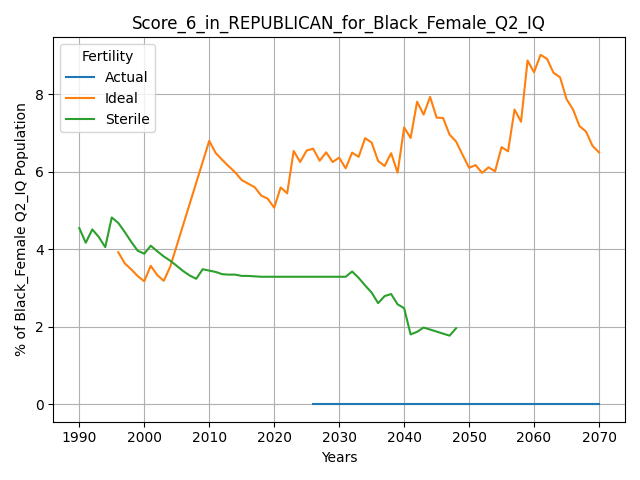 Score_6_in_REPUBLICAN_for_Black_Female_Q2_IQ
% of Black_Female Q2_IQ Population
Fertility
Actual
Ideal
Sterile
8
6
4
2
0
1990 2000 2010 2020 2030 2040 2050 2060 2070
Years